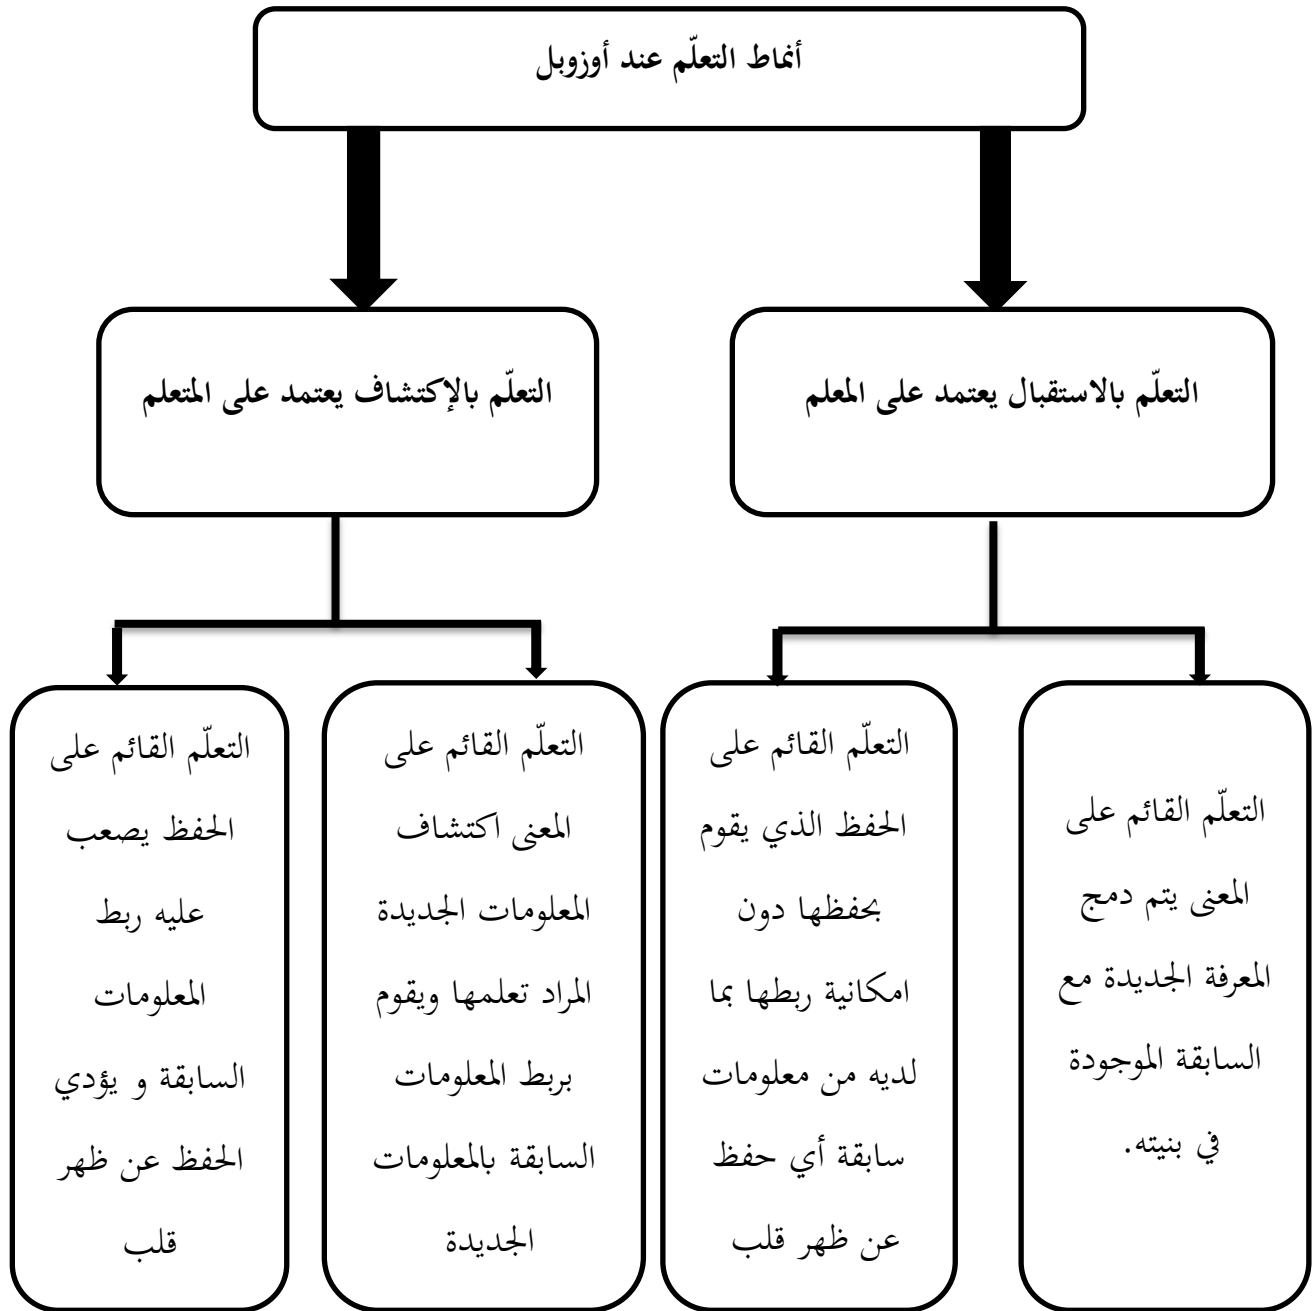 أنماط التعلّم عند أوزوبل
التعلّم بالاستقبال يعتمد على المعلم
التعلّم بالإكتشاف يعتمد على المتعلم
التعلّم القائم على
المعنى يتم دمج
المعرفة الجديدة مع
السابقة الموجودة
في بنيته.
التعلّم القائم على
الحفظ الذي يقوم
بحفظها دون
امكانية ربطها بما
لديه من معلومات
سابقة أي حفظ
عن ظهر قلب
التعلّم القائم على
المعنى اكتشاف
المعلومات الجديدة
المراد تعلمها ويقوم
بربط المعلومات
السابقة بالمعلومات
الجديدة
التعلّم القائم على
الحفظ يصعب
عليه ربط
المعلومات
السابقة و يؤدي
الحفظ عن ظهر
قلب